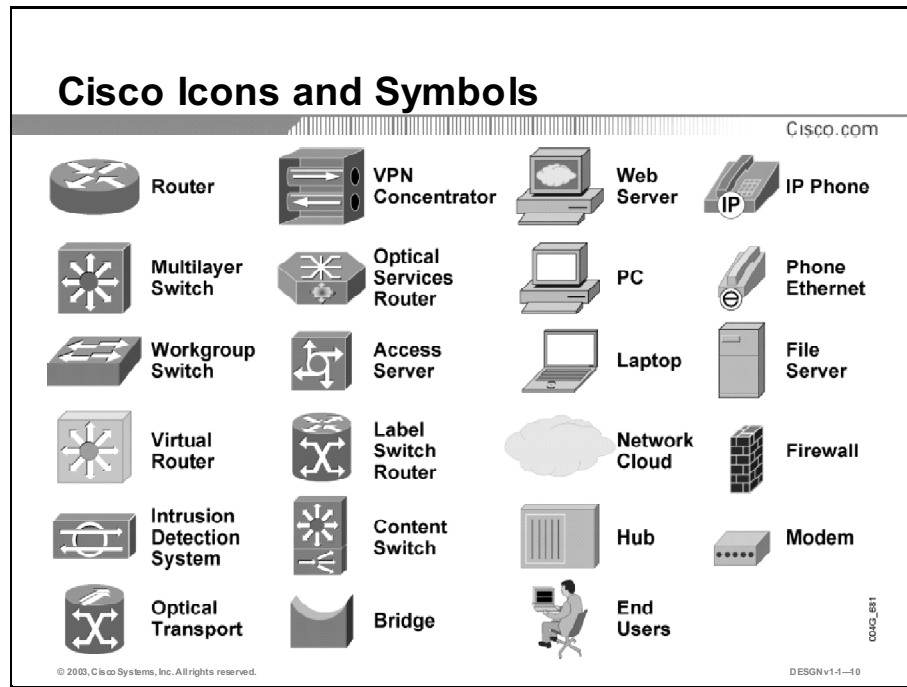 Cisco Icons and Symbols
Cisco.com
Router
VPN
Concentrator
Web
Server
IP
IP Phone
Multilayer
Switch
Optical
Services
Router
PC
Phone
Ethernet
Workgroup
Switch
Access
Server
Laptop
File
Server
Virtual
Router
Label
Switch
Router
Network
Cloud
Firewall
Intrusion
Detection
System
Content
Switch
Hub
Modem
Optical
Transport
Bridge
End
Users
© 2003, Cisco Systems, Inc. All rights reserved.
DESGN v1-1—10